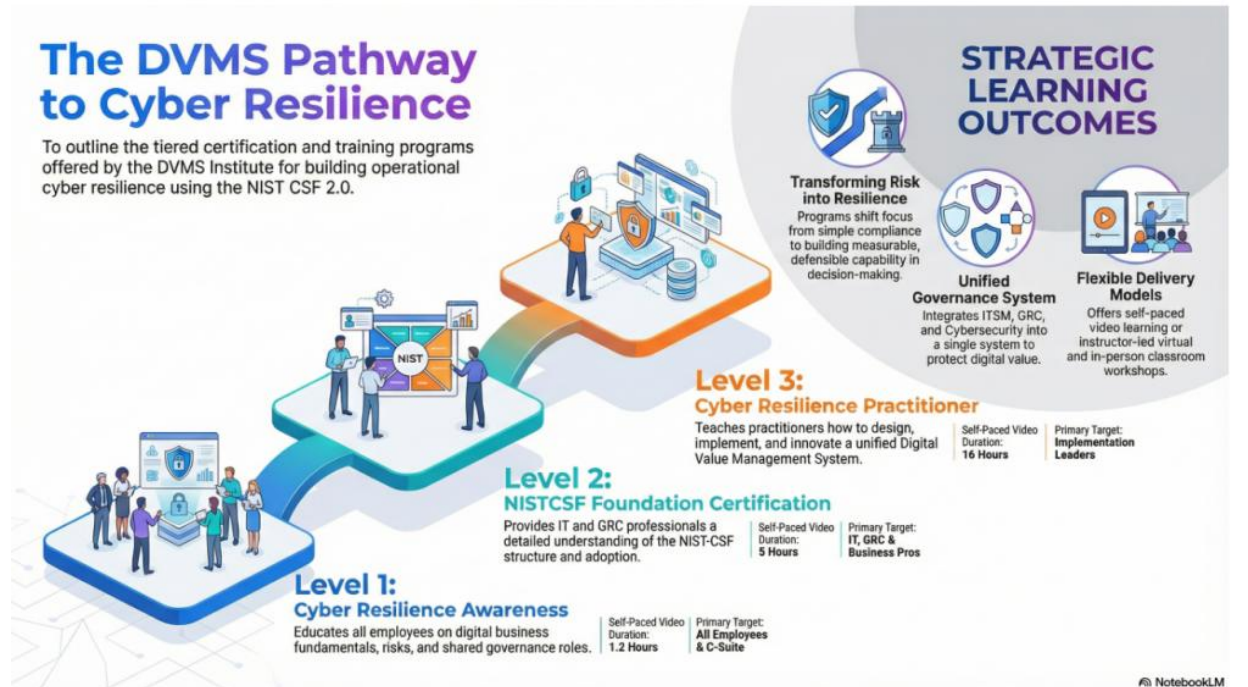 The DVMS Pathway
to Cyber Resilience
To outline the tiered certification and training programs
offered by the DVMS Institute for building operational
cyber resilience using the NIST CSF 2.0.
STRATEGIC
LEARNING
OUTCOMES
Transforming Risk
into Resilience
Programs shift focus
from simple compliance
to building measurable,
defensible capability in
decision-making.
Unified
Governance System
Integrates ITSM, GRC,
and Cybersecurity into
a single system to
protect digital value.
Flexible Delivery
Models
Offers self-paced
video learning or
instructor-led virtual
and in-person classroom
workshops.
NIST
Level 3:
Cyber Resilience Practitioner
Teaches practitioners how to design,
implement, and innovate a unified Digital
Value Management System.
Self-Paced Video
Duration:
16 Hours
Primary Target:
Implementation
Leaders
Level 2:
NISTCSF Foundation Certification
Provides IT and GRC professionals a
detailed understanding of the NIST-CSF
structure and adoption.
Self-Paced Video
Duration:
5 Hours
Primary Target:
IT, GRC &
Business Pros
Level 1:
Cyber Resilience Awareness
Educates all employees on digital business
fundamentals, risks, and shared governance roles.
Self-Paced Video
Duration:
1.2 Hours
Primary Target:
All Employees
& C-Suite
NotebookLM